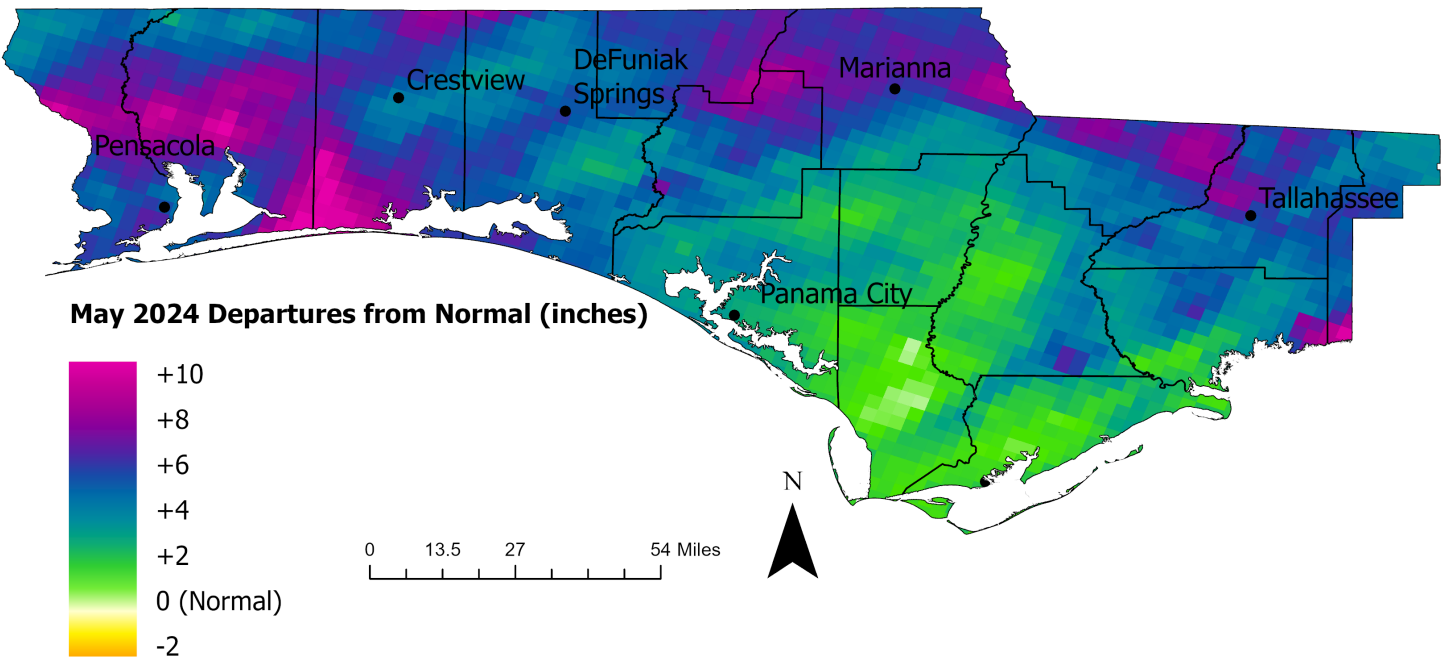 DeFuniak
Springs
Crestview
Marianna
Pensacola
Tallahassee
Panama City
May 2024 Departures from Normal (inches)
+10
+8
+6
+4
+2
0 (Normal)
-2
N
0 13.5 27 54 Miles